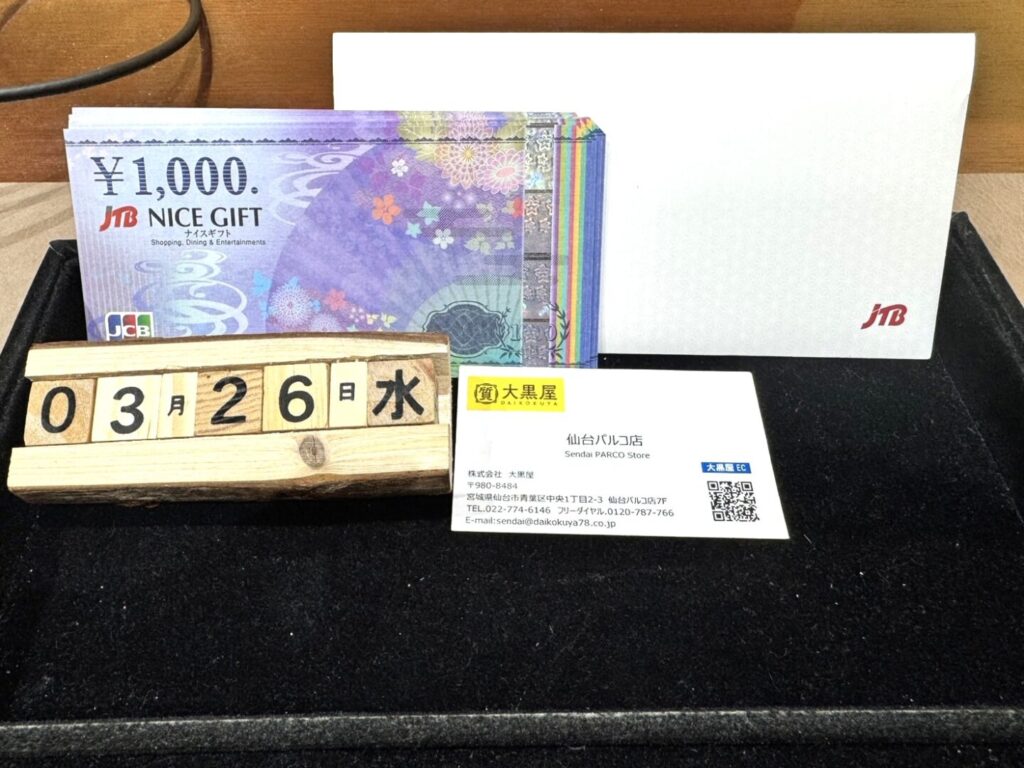 ¥1,000.
JTB NICE GIFT
ナイスギフト
Shopping, Dining & Entertainments
JCB
JTB
03月26日水
質 大黒屋
DAIKOKUYA
仙台パルコ店
Sendai PARCO Store
大黒屋 EC
株式会社 大黒屋
〒980-8484
宮城県仙台市青葉区中央1丁目2-3 仙台パルコ店7F
TEL.022-774-6146 フリーダイヤル.0120-787-766
E-mail:sendai@daikokuya78.co.jp